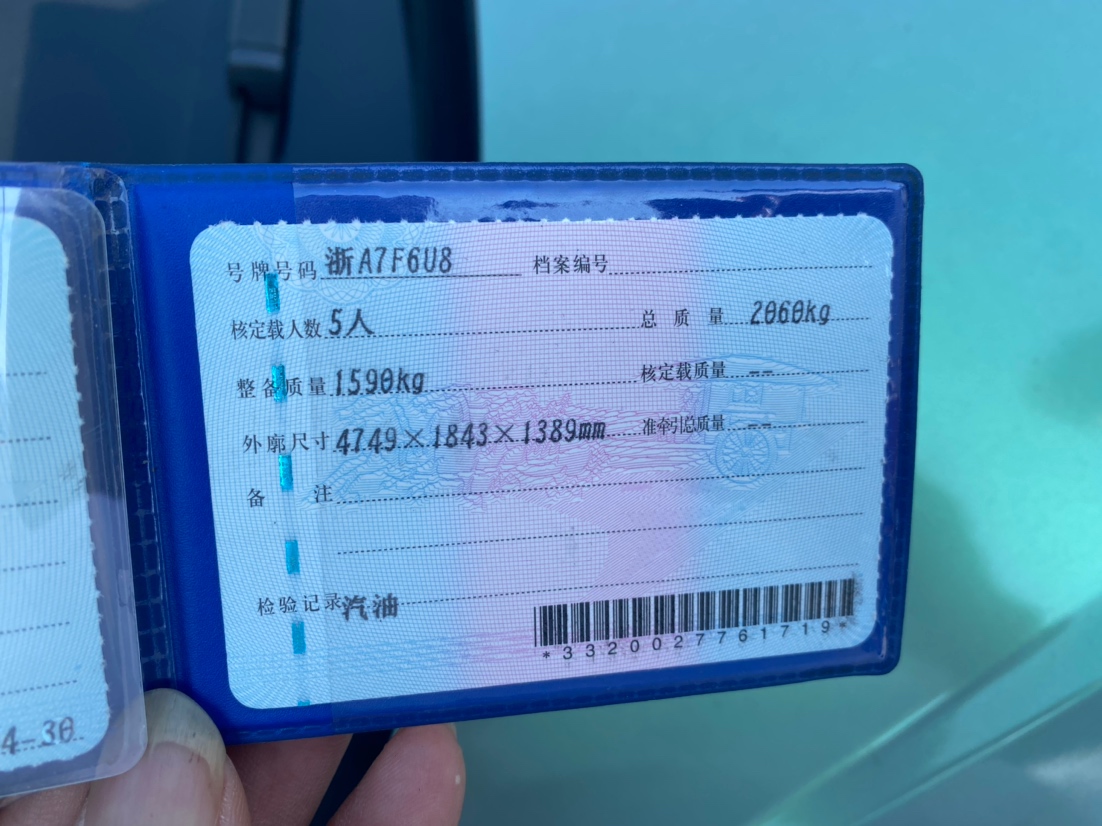 号牌号码 浙A7F6U8 档案编号
核定载人数 5人 总质量 2060kg
整备质量 1590kg 核定载质量 --
外廓尺寸 4749×1843×1389mm 准牵引总质量 --
备注
检验记录 汽油
*3320027761719*
4-30